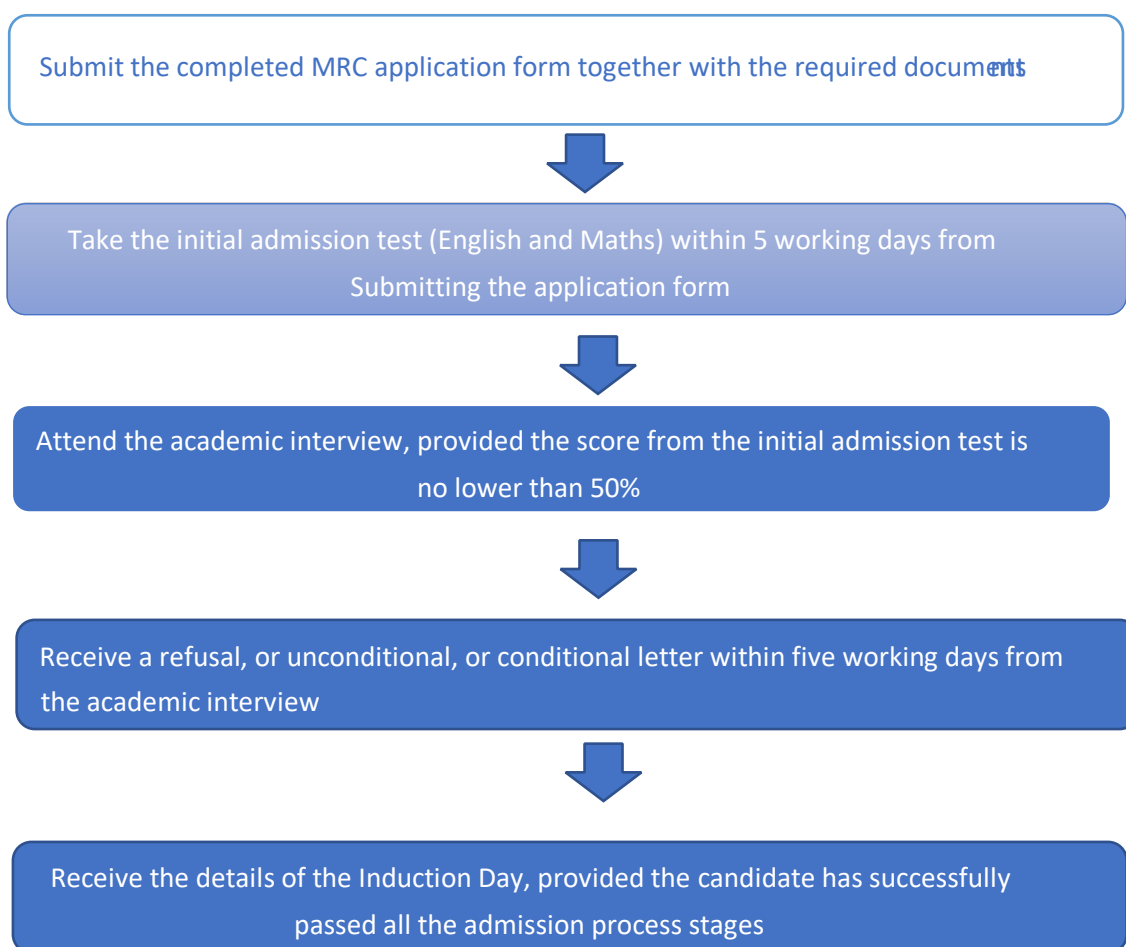 Submit the completed MRC application form together with the required document
Take the initial admission test (English and Maths) within 5 working days from
Submitting the application form
Attend the academic interview, provided the score from the initial admission test is
no lower than 50%
Receive a refusal, or unconditional, or conditional letter within five working days from
the academic interview
Receive the details of the Induction Day, provided the candidate has successfully
passed all the admission process stages